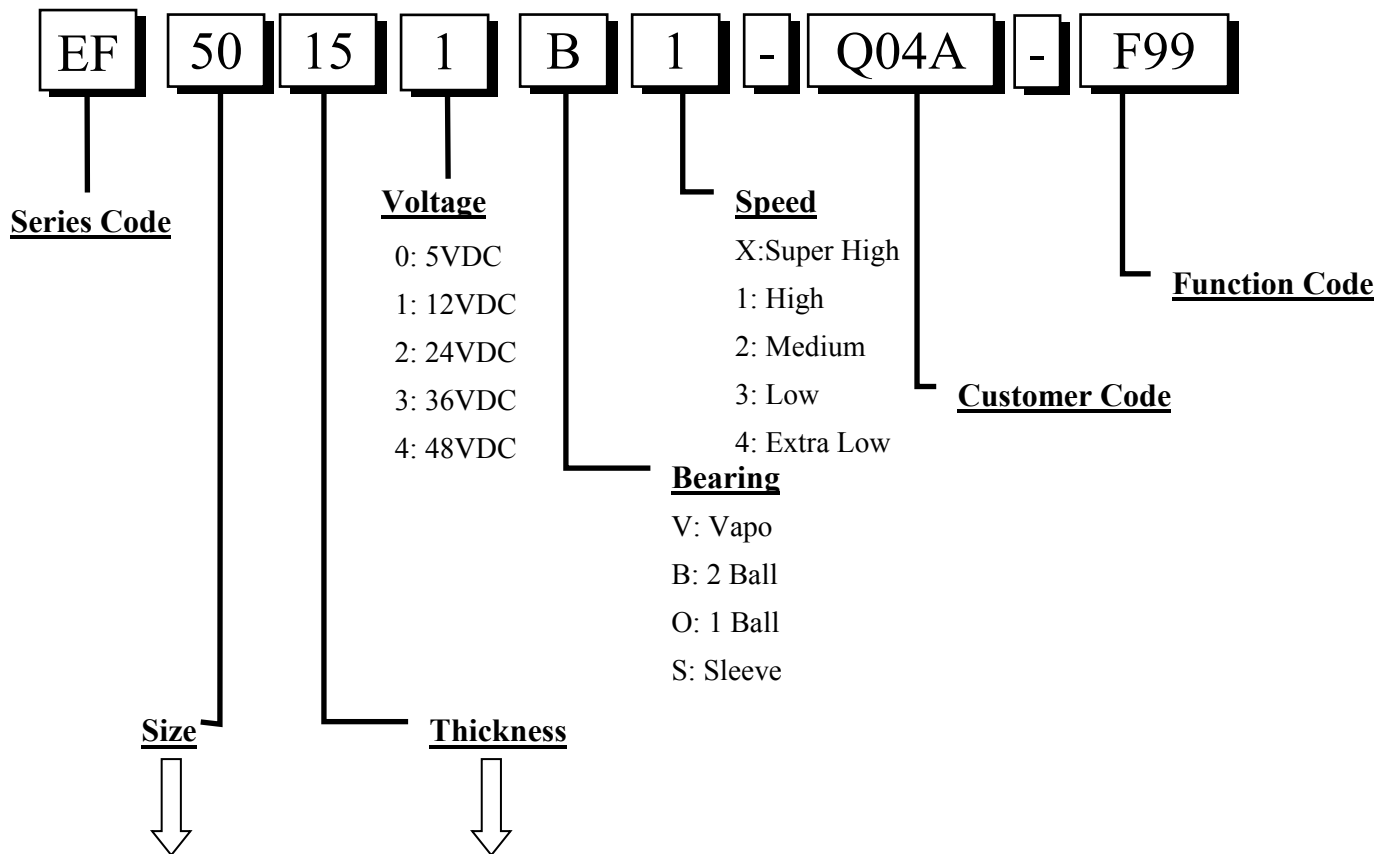 EF 50 15 1 B 1 - Q04A - F99
Series Code
Voltage
0: 5VDC
1: 12VDC
2: 24VDC
3: 36VDC
4: 48VDC
Speed
X:Super High
1: High
2: Medium
3: Low
4: Extra Low
Function Code
Customer Code
Bearing
V: Vapo
B: 2 Ball
O: 1 Ball
S: Sleeve
Size
Thickness